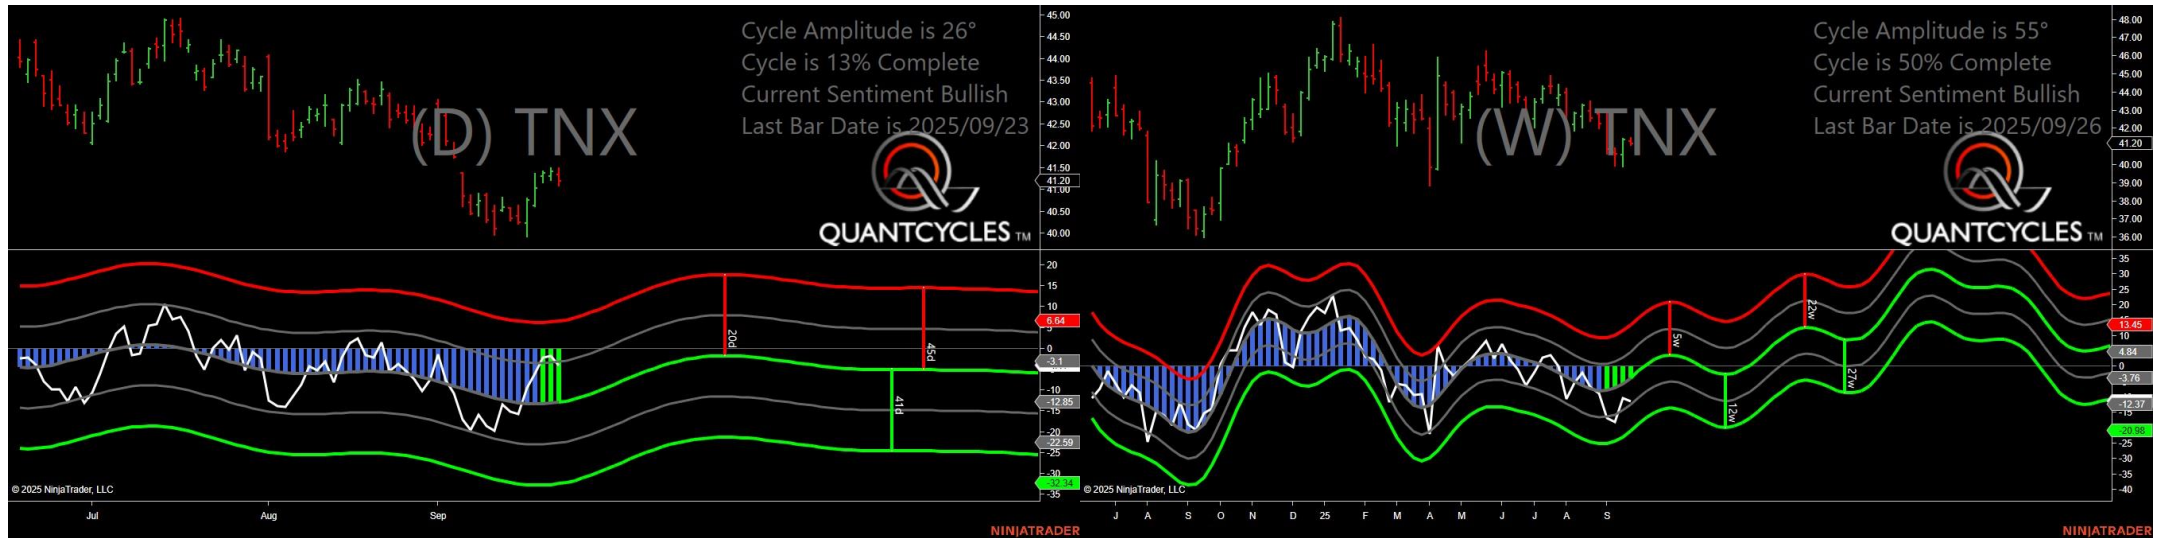 Cycle Amplitude is 26°
Cycle is 13% Complete
Current Sentiment Bullish
Last Bar Date is 2025/09/23
(D) TNX
QUANTCYCLES TM
45.00
44.50
44.00
43.50
43.00
42.50
42.00
41.50
41.20
41.00
40.50
40.00
20
15
10
6.64
5
0
-3.1
-10
-12.85
-15
-20
-22.59
-25
-30
-32.34
-35
20d
45d
41d
© 2025 NinjaTrader, LLC
Jul
Aug
Sep
NINJATRADER
Cycle Amplitude is 55°
Cycle is 50% Complete
Current Sentiment Bullish
Last Bar Date is 2025/09/26
(W) TNX
QUANTCYCLES TM
48.00
47.00
46.00
45.00
44.00
43.00
42.00
41.20
40.00
39.00
38.00
37.00
36.00
35
30
25
20
13.45
10
4.84
0
-3.76
-12.37
-15
-20.98
-25
-30
-35
-40
5w
22w
12w
27w
© 2025 NinjaTrader, LLC
J
A
S
O
N
D
25
F
M
A
M
J
J
A
S
NINJATRADER